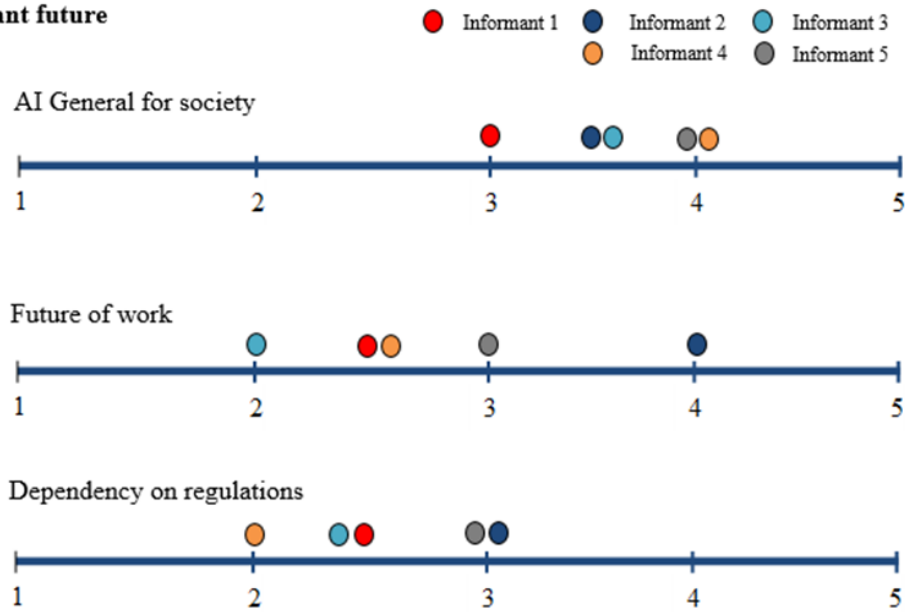 future
Informant 1 Informant 2 Informant 3
Informant 4 Informant 5
AI General for society
1 2 3 4 5
Future of work
1 2 3 4 5
Dependency on regulations
1 2 3 4 5